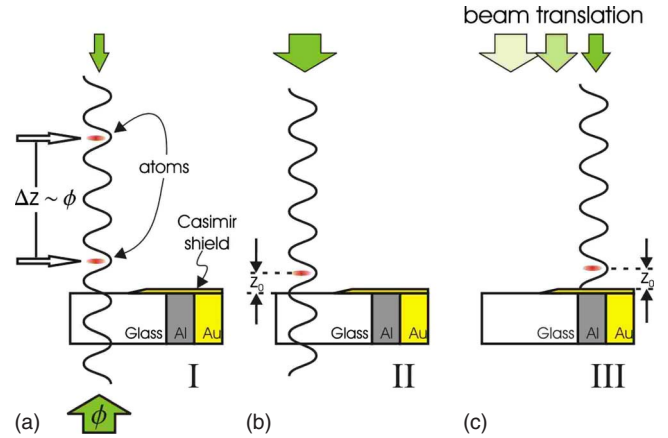 beam translation
atoms
Δz ~ ϕ
Casimir
shield
z₀
z₀
Glass Al Au
Glass Al Au
Glass Al Au
I
II
III
(a)
ϕ
(b)
(c)